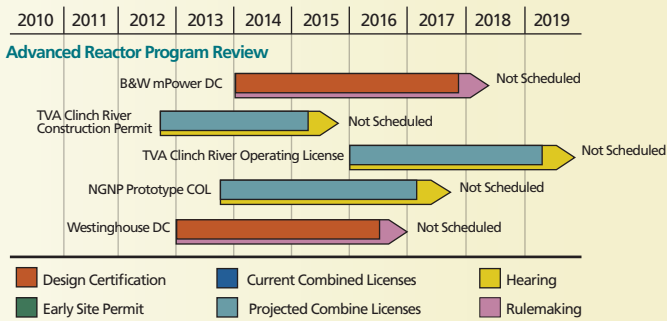 2010 2011 2012 2013 2014 2015 2016 2017 2018 2019
Advanced Reactor Program Review
B&W mPower DC Not Scheduled
TVA Clinch River
Construction Permit Not Scheduled
TVA Clinch River Operating License Not Scheduled
NGNP Prototype COL Not Scheduled
Westinghouse DC Not Scheduled
Design Certification Current Combined Licenses Hearing
Early Site Permit Projected Combine Licenses Rulemaking